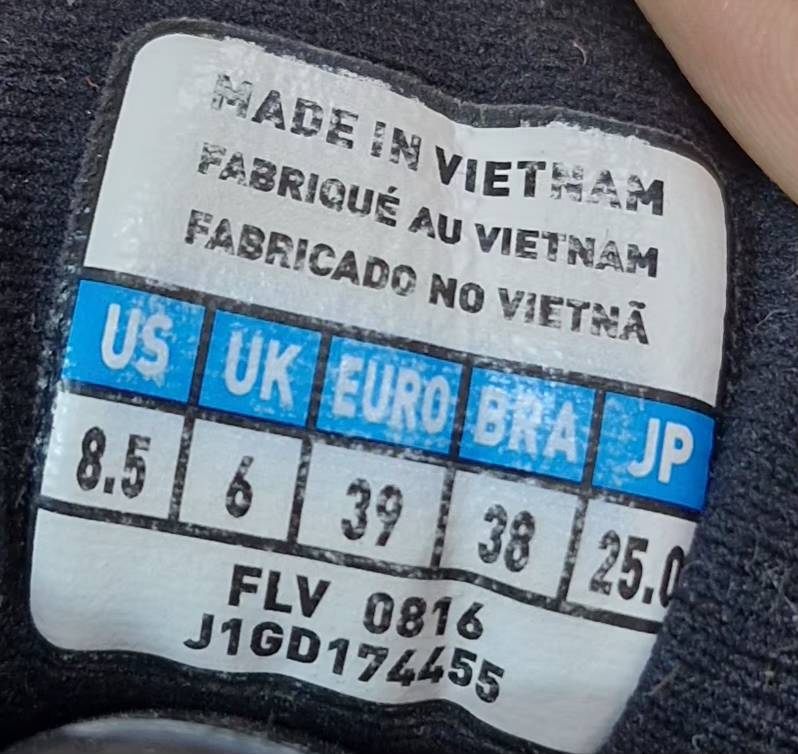 MADE IN VIETNAM
FABRIQUÉ AU VIETNAM
FABRICADO NO VIETNÃ
US UK EURO BRA JP
8.5 6 39 38 25.0
FLV 0816
J1GD174455